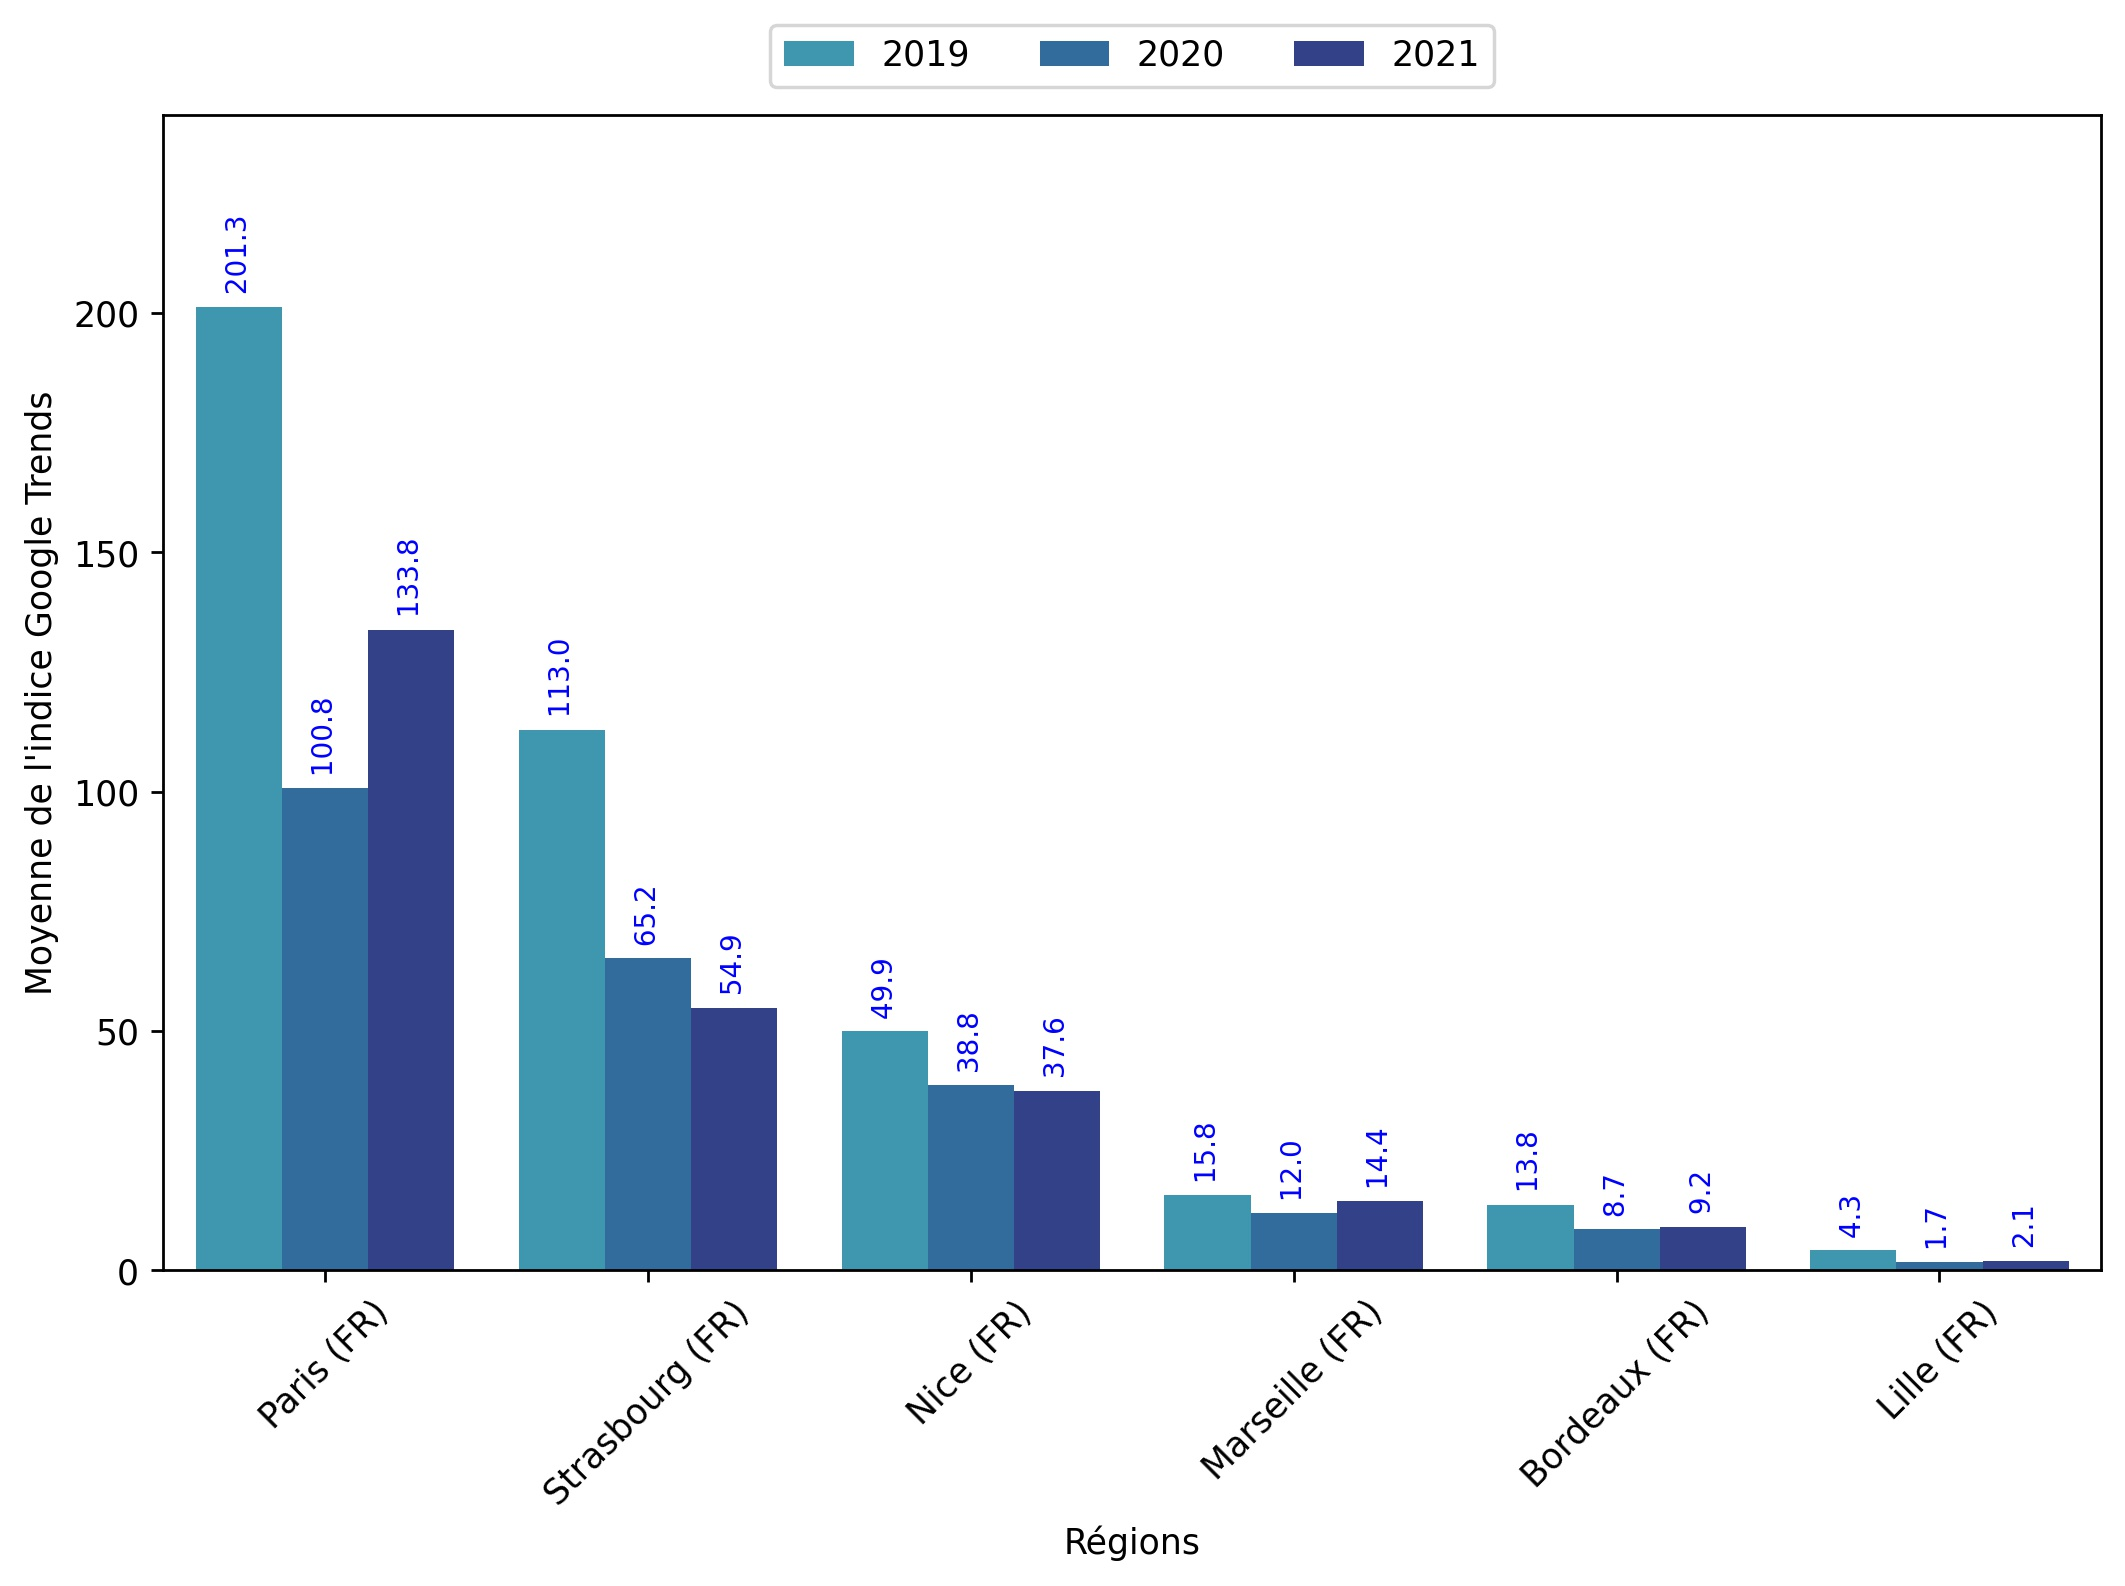 2019 2020 2021
Moyenne de l'indice Google Trends
200
150
100
50
0
201.3
100.8
133.8
113.0
65.2
54.9
49.9
38.8
37.6
15.8
12.0
14.4
13.8
8.7
9.2
4.3
1.7
2.1
Paris (FR)
Strasbourg (FR)
Nice (FR)
Marseille (FR)
Bordeaux (FR)
Lille (FR)
Régions